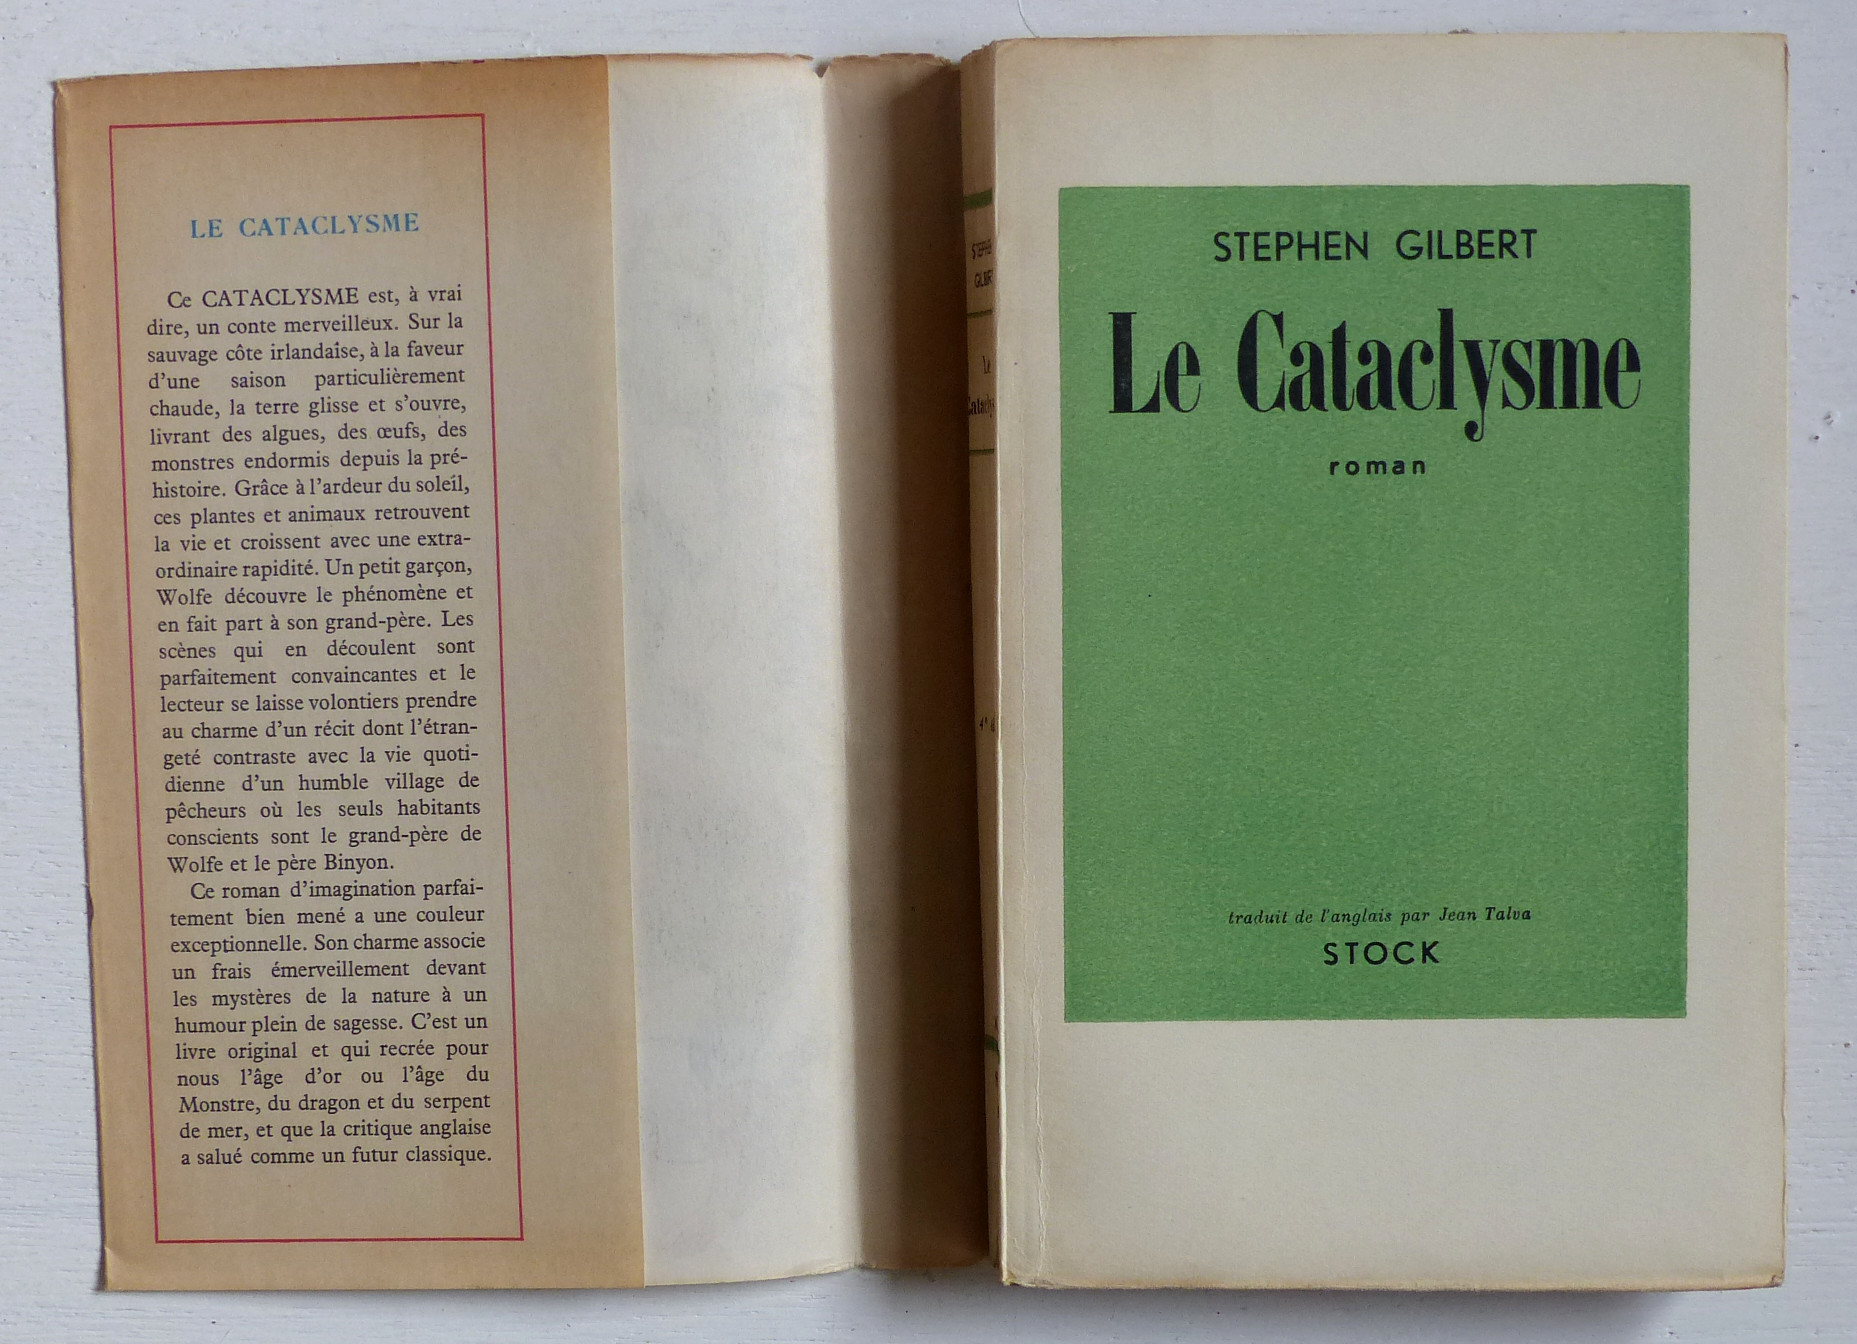 LE CATACLYSME
Ce CATACLYSME est, à vrai
dire, un conte merveilleux. Sur la
sauvage côte irlandaise, à la faveur
d'une saison particulièrement
chaude, la terre glisse et s'ouvre,
livrant des algues, des œufs, des
monstres endormis depuis la pré-
histoire. Grâce à l'ardeur du soleil,
ces plantes et animaux retrouvent
la vie et croissent avec une extra-
ordinaire rapidité. Un petit garçon,
Wolfe découvre le phénomène et
en fait part à son grand-père. Les
scènes qui en découlent sont
parfaitement convaincantes et le
lecteur se laisse volontiers prendre
au charme d'un récit dont l'étran-
geté contraste avec la vie quoti-
dienne d'un humble village de
pêcheurs où les seuls habitants
conscients sont le grand-père de
Wolfe et le père Binyon.
Ce roman d'imagination parfai-
tement bien mené a une couleur
exceptionnelle. Son charme associe
un frais émerveillement devant
les mystères de la nature à un
humour plein de sagesse. C'est un
livre original et qui recrée pour
nous l'âge d'or ou l'âge du
Monstre, du dragon et du serpent
de mer, et que la critique anglaise
a salué comme un futur classique.
Le
STEPHEN GILBERT
Le Cataclysme
roman
traduit de l'anglais par Jean Talva
STOCK